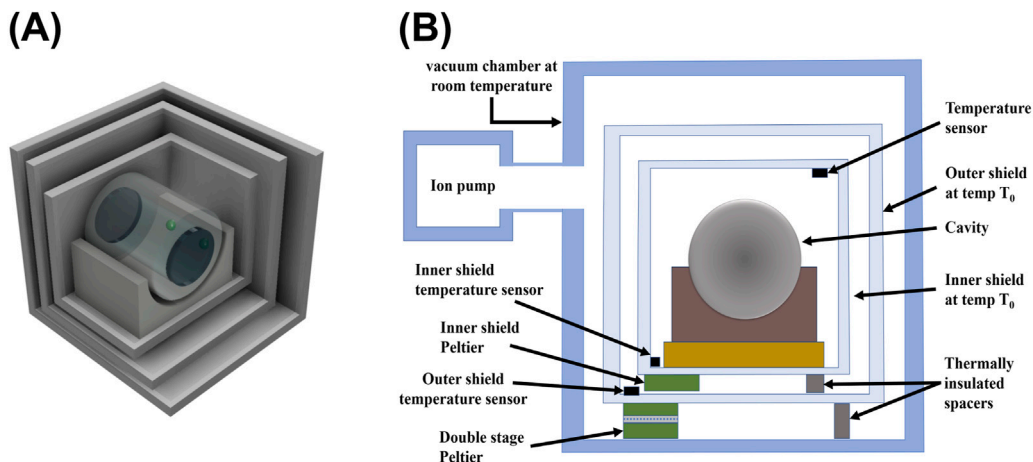 (A)
(B)
vacuum chamber at
room temperature
Ion pump
Temperature
sensor
Outer shield
at temp T₀
Cavity
Inner shield
at temp T₀
Inner shield
temperature sensor
Inner shield
Peltier
Outer shield
temperature sensor
Double stage
Peltier
Thermally
insulated
spacers